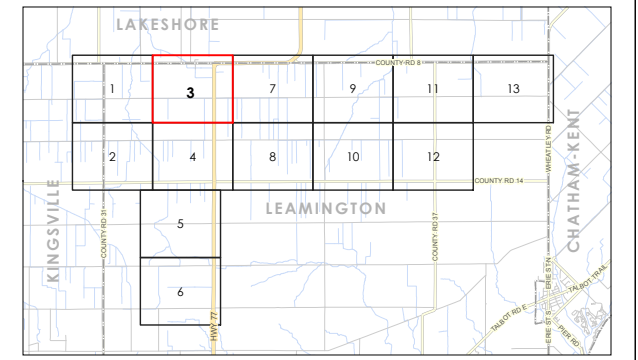 LAKESHORE
COUNTY RD 8
1
3
7
9
11
13
2
4
8
10
12
WHEATLEY RD
CHATHAM-KENT
COUNTY RD 14
KINGSVILLE
COUNTY RD 31
5
LEAMINGTON
COUNTY RD 37
6
HWY 77
TALBOT RD E
ERIE ST N
ERIE ST S
TALBOT TRAIL
PIER RD